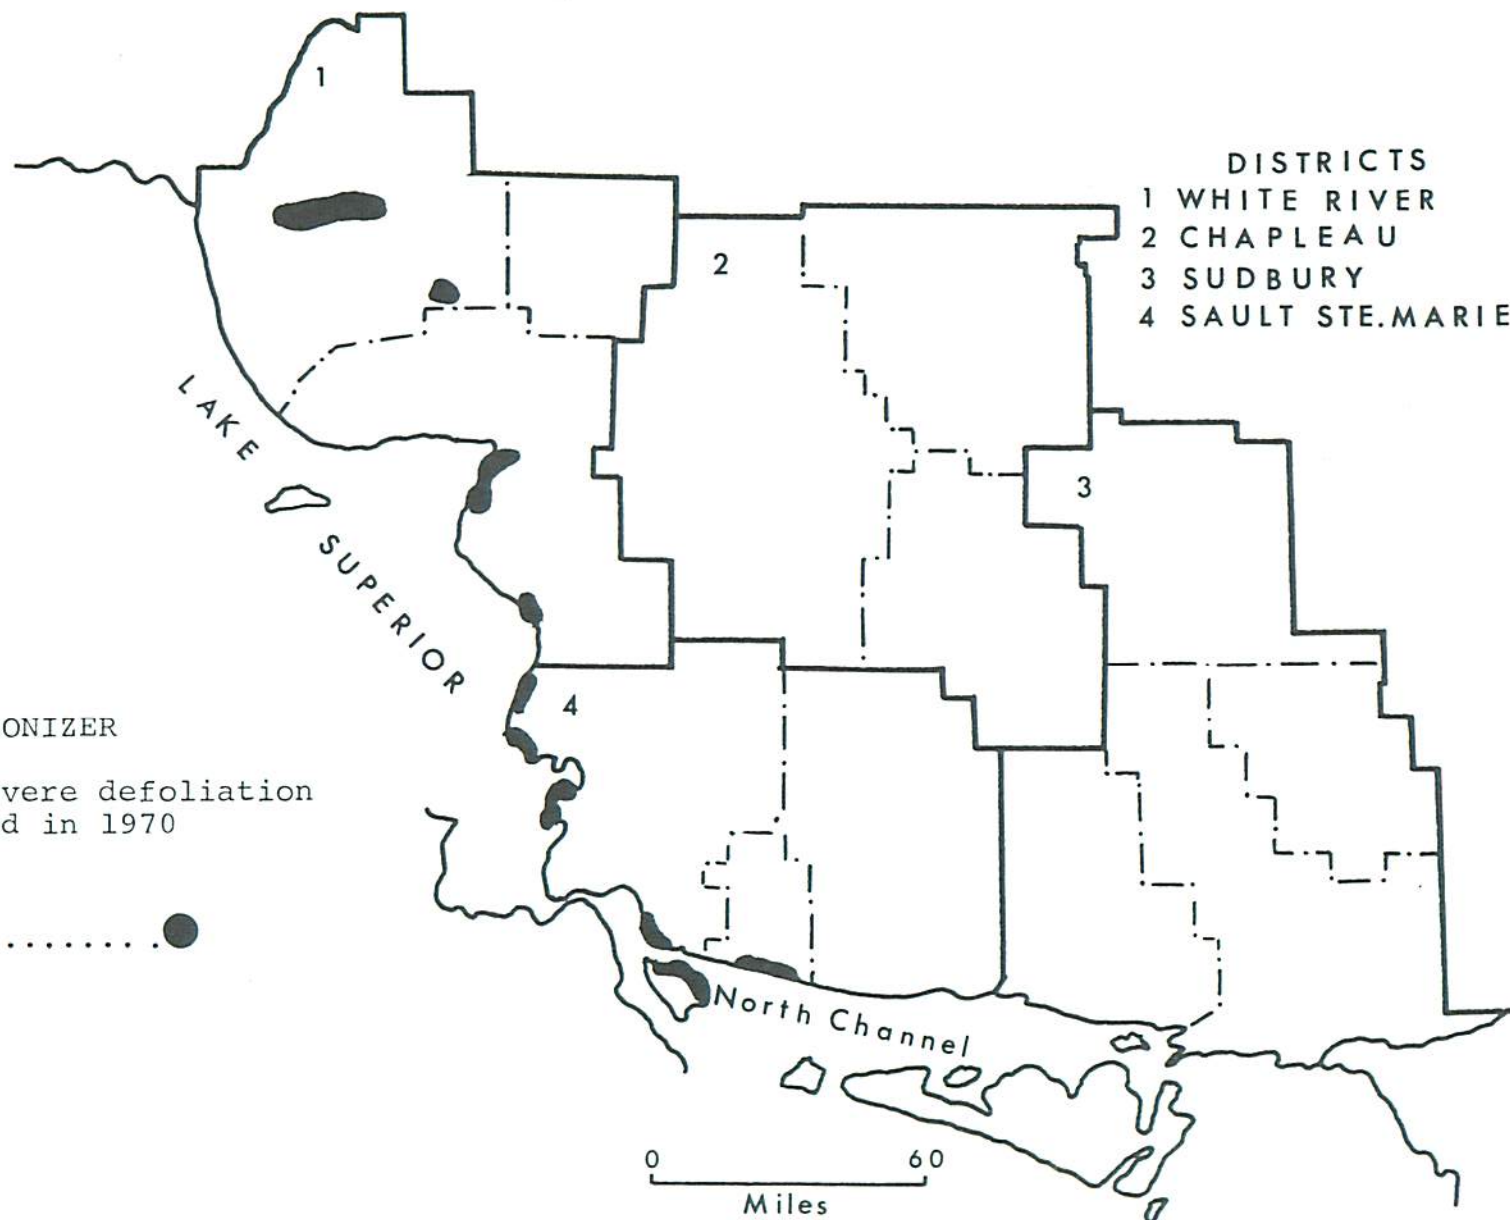 1
DISTRICTS
1 WHITE RIVER
2 CHAPLEAU
3 SUDBURY
4 SAULT STE. MARIE
2
LAKE
SUPERIOR
3
4
ONIZER
vere defoliation
d in 1970
........
North Channel
0 60
Miles